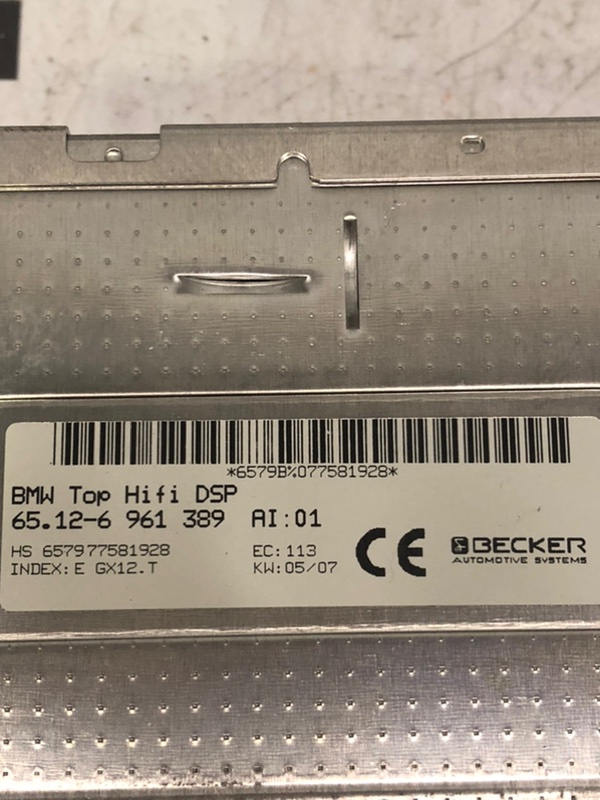 *6579B%077581928*
BMW Top Hifi DSP
65.12-6 961 389 AI:01
HS 657977581928 EC:113
INDEX:E GX12.T KW:05/07
CE
BECKER
AUTOMOTIVE SYSTEMS